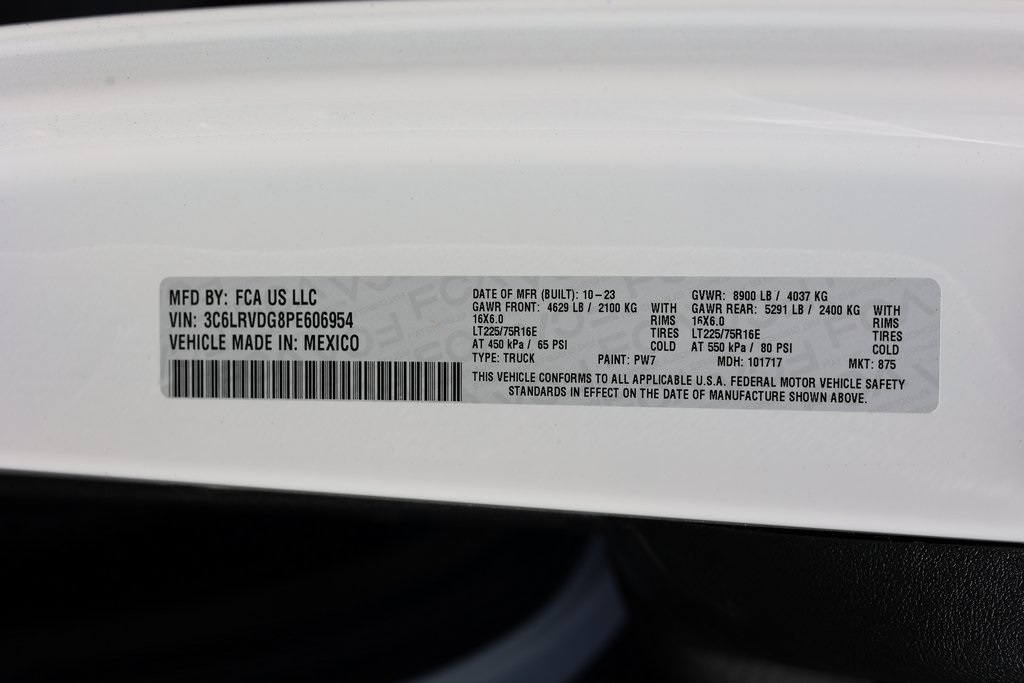 MFD BY: FCA US LLC
VIN: 3C6LRVDG8PE606954
VEHICLE MADE IN: MEXICO
DATE OF MFR (BUILT): 10-23
GAWR FRONT: 4629 LB / 2100 KG WITH
16X6.0 RIMS
LT225/75R16E TIRES
AT 450 kPa / 65 PSI COLD
GVWR: 8900 LB / 4037 KG
GAWR REAR: 5291 LB / 2400 KG WITH
16X6.0 RIMS
LT225/75R16E TIRES
AT 550 kPa / 80 PSI COLD
TYPE: TRUCK PAINT: PW7 MDH: 101717 MKT: 875
THIS VEHICLE CONFORMS TO ALL APPLICABLE U.S.A. FEDERAL MOTOR VEHICLE SAFETY
STANDARDS IN EFFECT ON THE DATE OF MANUFACTURE SHOWN ABOVE.